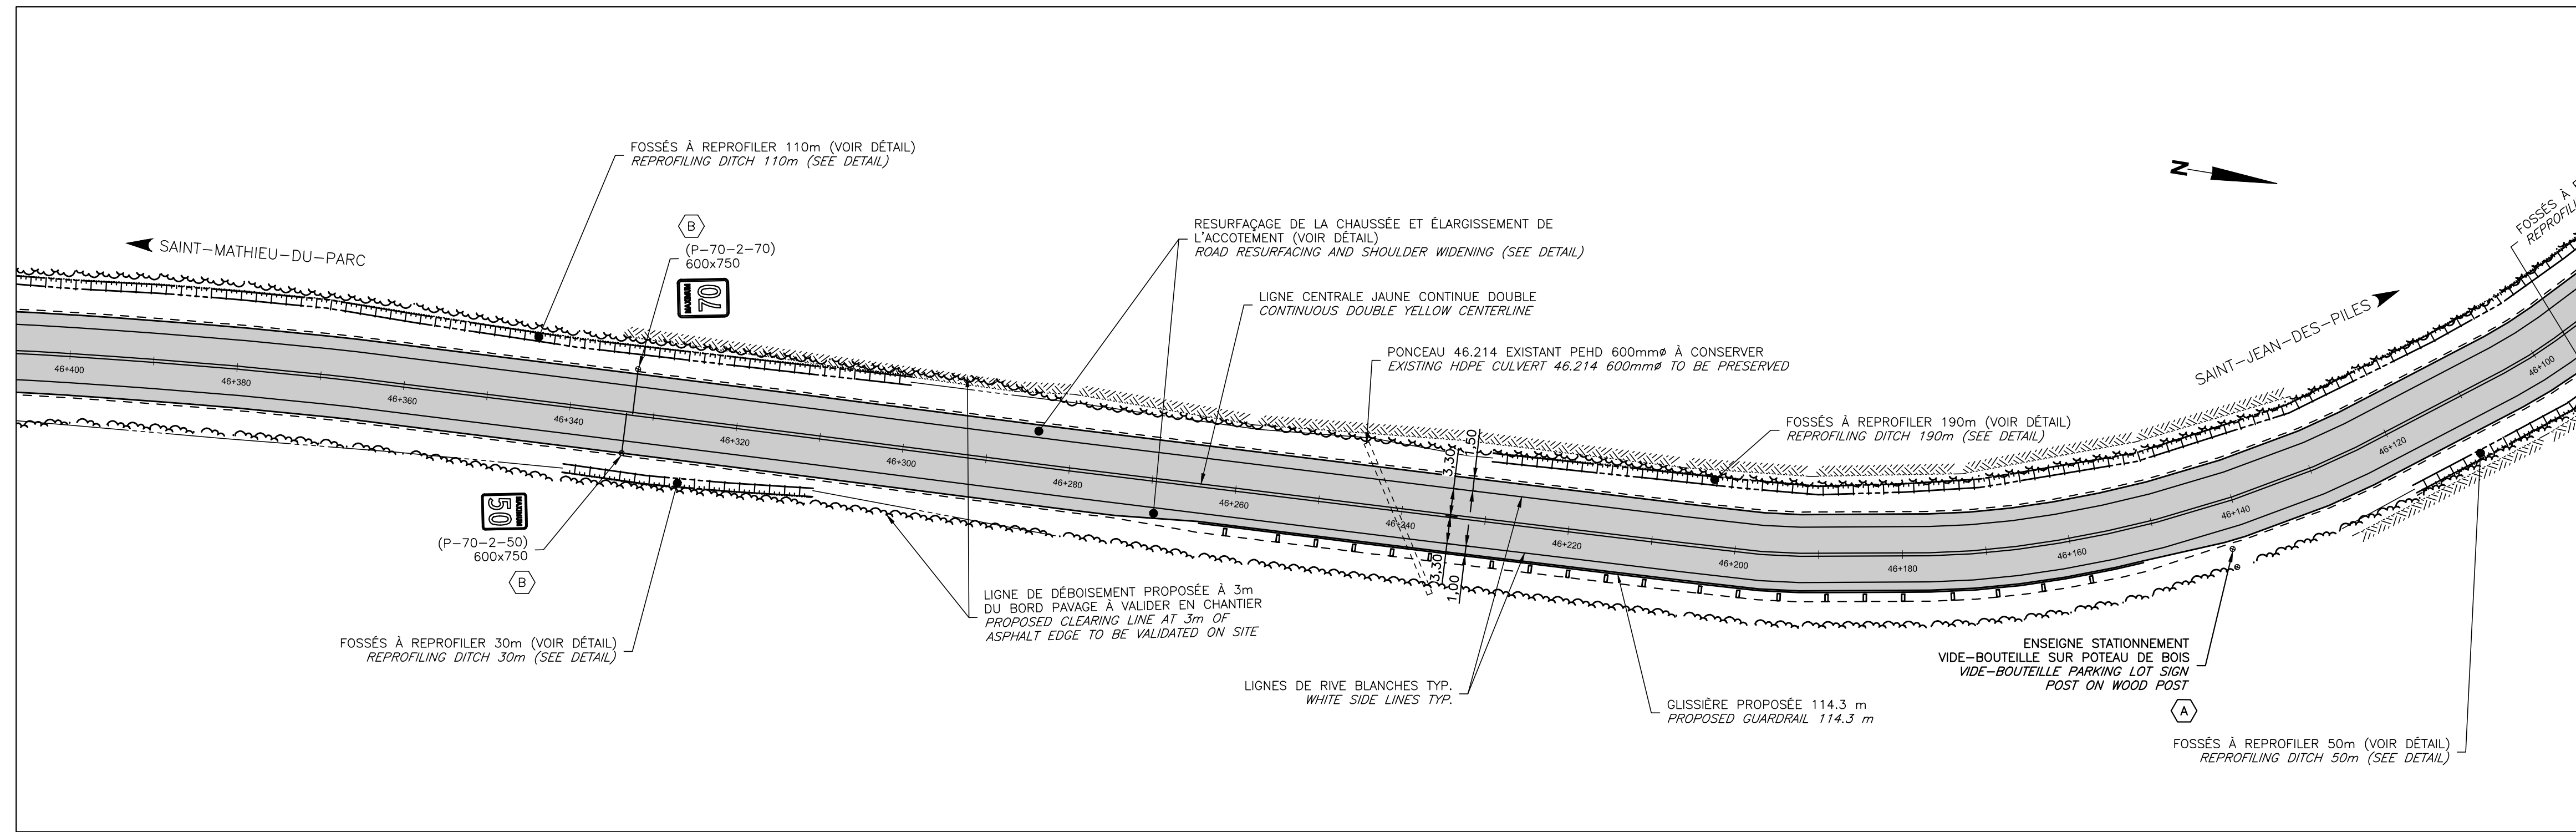 FOSSÉS À REPROFILER 110m (VOIR DÉTAIL)
REPROFILING DITCH 110m (SEE DETAIL)
SAINT-MATHIEU-DU-PARC
B
(P-70-2-70)
600x750
MAXIMUM
70
RESURFAÇAGE DE LA CHAUSSÉE ET ÉLARGISSEMENT DE
L'ACCOTEMENT (VOIR DÉTAIL)
ROAD RESURFACING AND SHOULDER WIDENING (SEE DETAIL)
LIGNE CENTRALE JAUNE CONTINUE DOUBLE
CONTINUOUS DOUBLE YELLOW CENTERLINE
PONCEAU 46.214 EXISTANT PEHD 600mmø À CONSERVER
EXISTING HDPE CULVERT 46.214 600mmø TO BE PRESERVED
N
SAINT-JEAN-DES-PILES
FOSSÉS À
FOSSÉS À REPROFILER 190m (VOIR DÉTAIL)
REPROFILING DITCH 190m (SEE DETAIL)
46+400
46+380
46+360
46+340
46+320
46+300
46+280
46+260
46+240
46+220
46+200
46+180
46+160
46+140
46+120
46+100
3,30
,50
3,30
1,00
MAXIMUM
50
(P-70-2-50)
600x750
B
FOSSÉS À REPROFILER 30m (VOIR DÉTAIL)
REPROFILING DITCH 30m (SEE DETAIL)
LIGNE DE DÉBOISEMENT PROPOSÉE À 3m
DU BORD PAVAGE À VALIDER EN CHANTIER
PROPOSED CLEARING LINE AT 3m OF
ASPHALT EDGE TO BE VALIDATED ON SITE
LIGNES DE RIVE BLANCHES TYP.
WHITE SIDE LINES TYP.
GLISSIÈRE PROPOSÉE 114.3 m
PROPOSED GUARDRAIL 114.3 m
ENSEIGNE STATIONNEMENT
VIDE-BOUTEILLE SUR POTEAU DE BOIS
VIDE-BOUTEILLE PARKING LOT SIGN
POST ON WOOD POST
A
FOSSÉS À REPROFILER 50m (VOIR DÉTAIL)
REPROFILING DITCH 50m (SEE DETAIL)